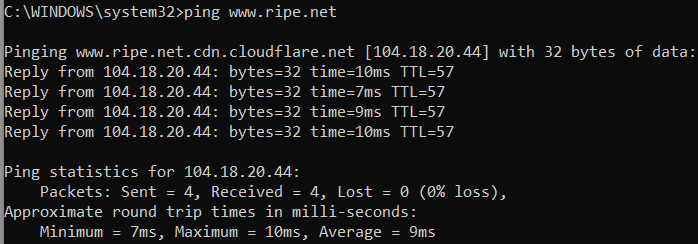 C:\WINDOWS\system32>ping www.ripe.net
Pinging www.ripe.net.cdn.cloudflare.net [104.18.20.44] with 32 bytes of data:
Reply from 104.18.20.44: bytes=32 time=10ms TTL=57
Reply from 104.18.20.44: bytes=32 time=7ms TTL=57
Reply from 104.18.20.44: bytes=32 time=9ms TTL=57
Reply from 104.18.20.44: bytes=32 time=10ms TTL=57
Ping statistics for 104.18.20.44:
Packets: Sent = 4, Received = 4, Lost = 0 (0% loss),
Approximate round trip times in milli-seconds:
Minimum = 7ms, Maximum = 10ms, Average = 9ms